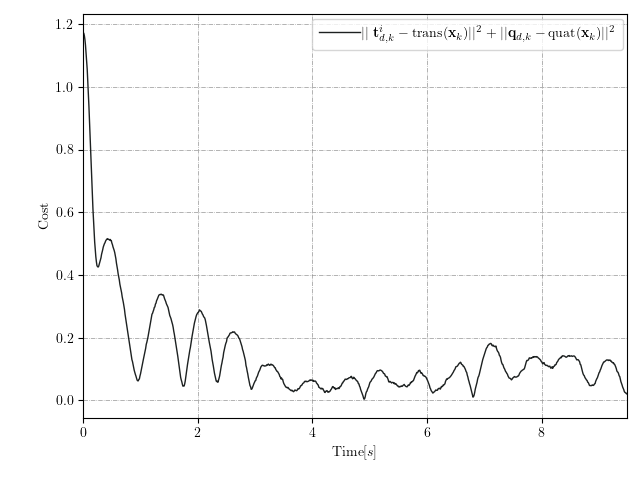 || t^i_{d,k} − trans(x_k)||² + ||q_{d,k} − quat(x_k)||²
1.2
1.0
0.8
0.6
0.4
0.2
0.0
Cost
0 2 4 6 8
Time[s]